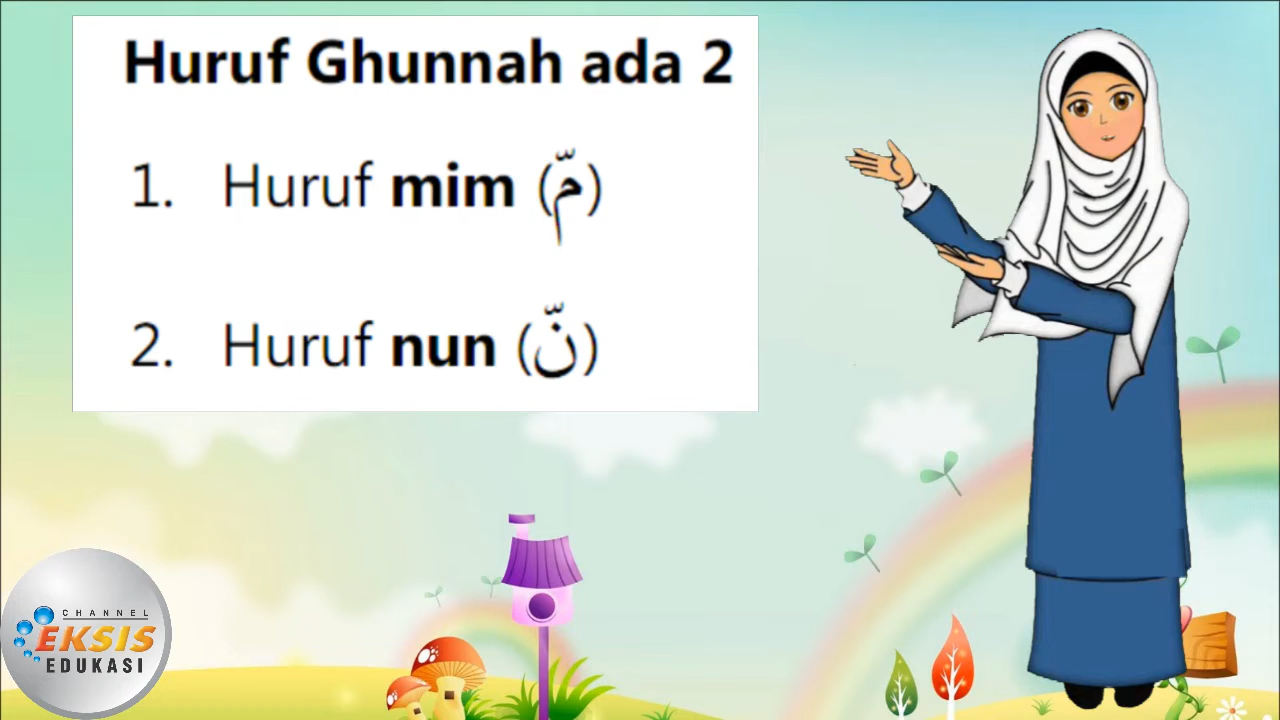 Huruf Ghunnah ada 2
1. Huruf mim (مّ)
2. Huruf nun (نّ)
CHANNEL
EKSIS
EDUKASI